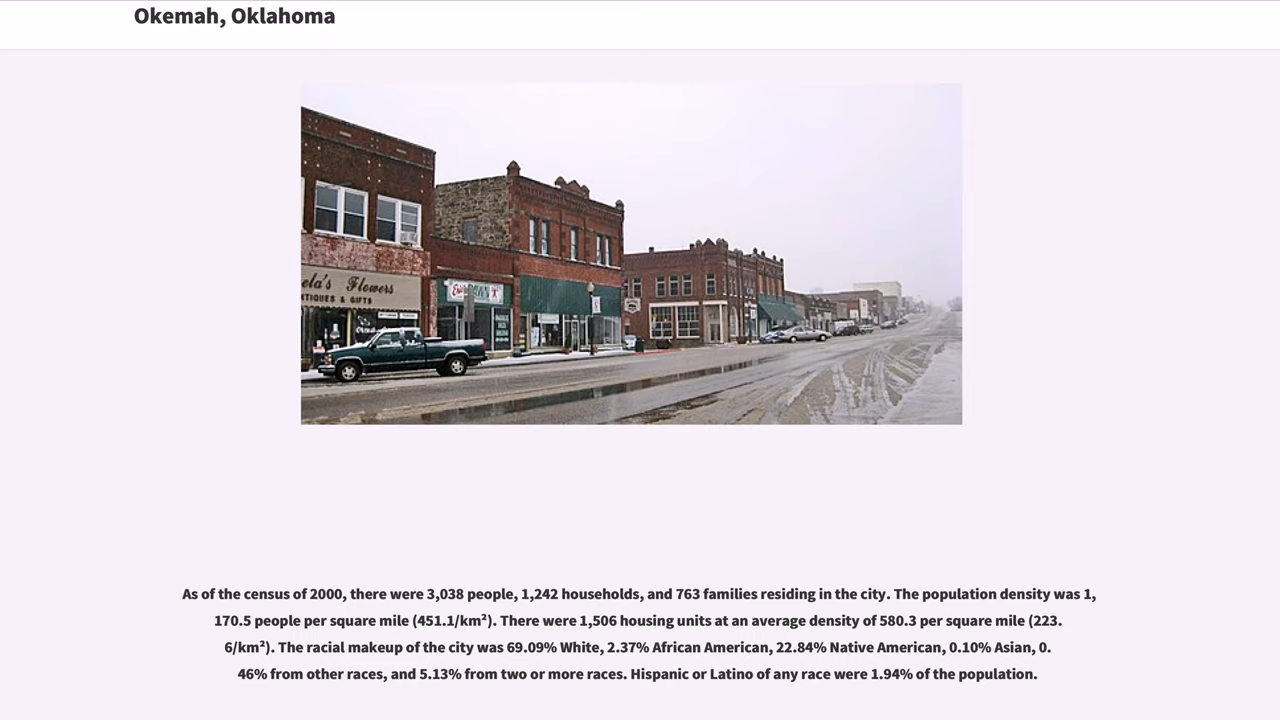 Okemah, Oklahoma
ela's Flowers
TIQUES & GIFTS
As of the census of 2000, there were 3,038 people, 1,242 households, and 763 families residing in the city. The population density was 1,
170.5 people per square mile (451.1/km²). There were 1,506 housing units at an average density of 580.3 per square mile (223.
6/km²). The racial makeup of the city was 69.09% White, 2.37% African American, 22.84% Native American, 0.10% Asian, 0.
46% from other races, and 5.13% from two or more races. Hispanic or Latino of any race were 1.94% of the population.